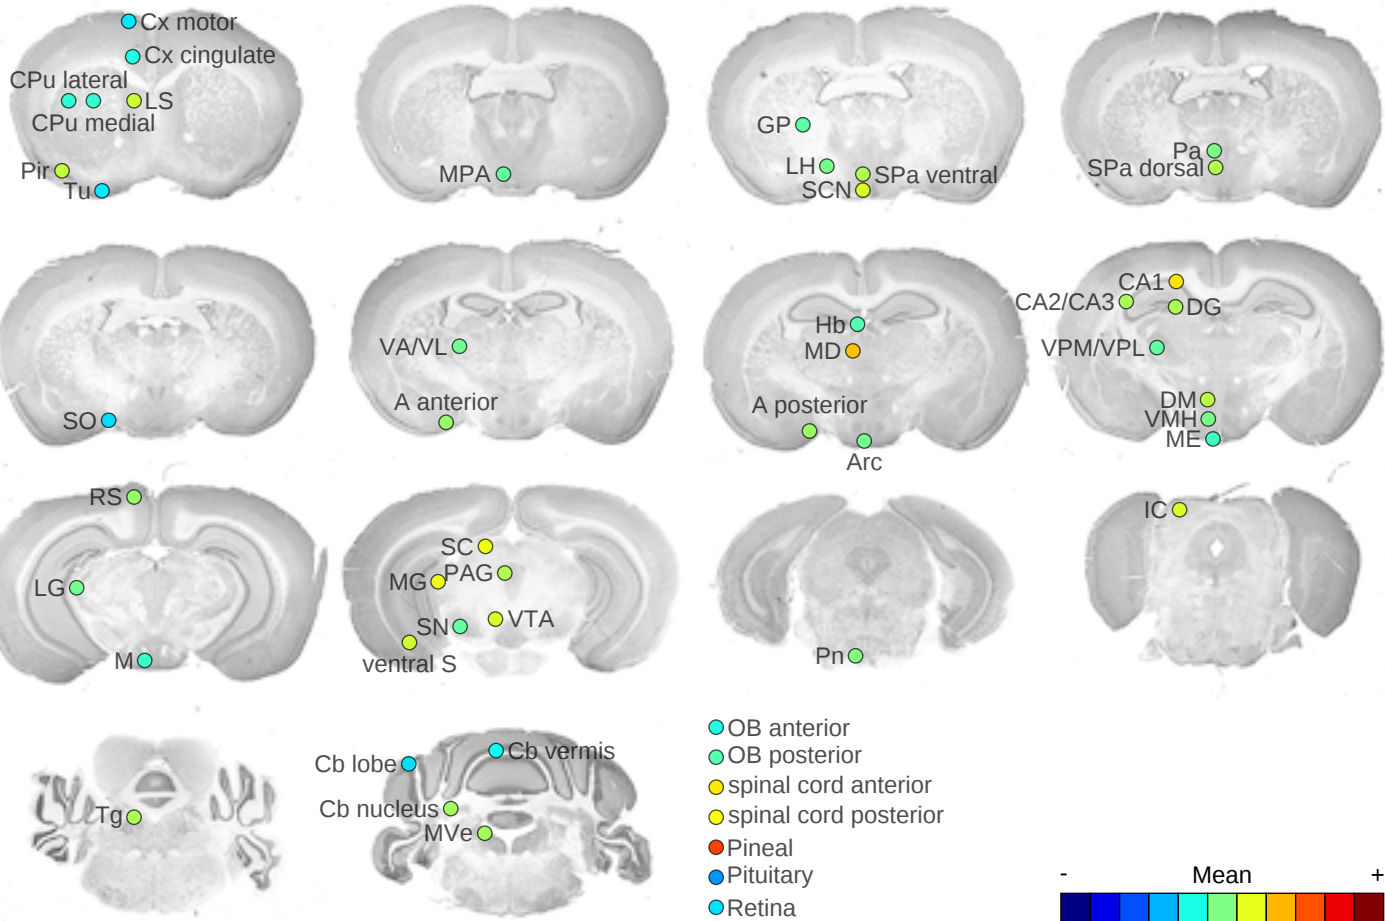 Cx motor
Cx cingulate
CPu lateral
LS
CPu medial
Pir
Tu
MPA
GP
LH
SPa ventral
SCN
Pa
SPa dorsal
SO
VA/VL
A anterior
Hb
MD
A posterior
Arc
CA1
CA2/CA3
DG
VPM/VPL
DM
VMH
ME
RS
LG
M
SC
PAG
MG
VTA
SN
ventral S
Pn
IC
Tg
Cb lobe
Cb vermis
Cb nucleus
MVe
OB anterior
OB posterior
spinal cord anterior
spinal cord posterior
Pineal
Pituitary
Retina
- Mean +